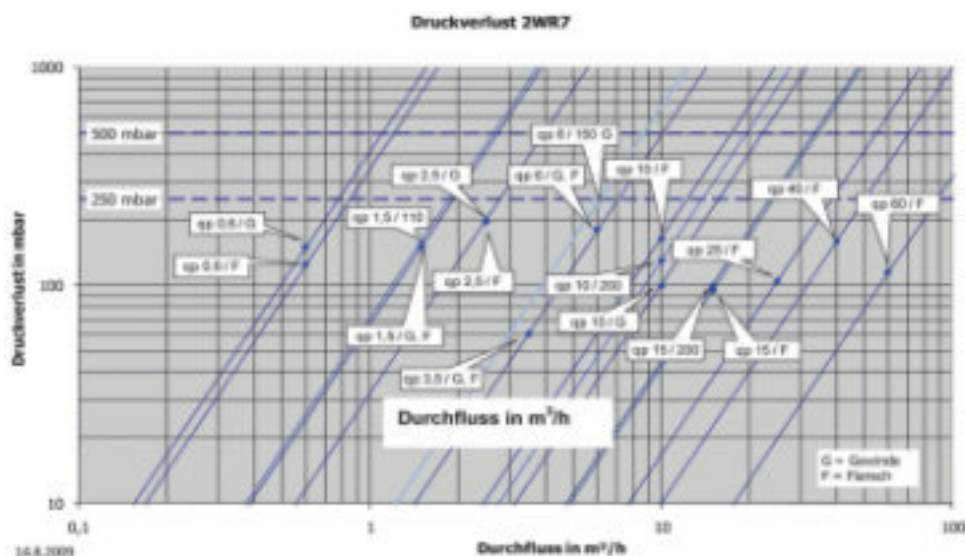 Druckverlust 2WR7
1000
500 mbar
250 mbar
100
10
Druckverlust in mbar
qp 6 / 150 G
qp 2,5 / G
qp 6 / G, F
qp 10 / F
qp 40 / F
qp 60 / F
qp 0,6 / G
qp 1,5 / 110
qp 0,6 / F
qp 2,5 / F
qp 10 / 200
qp 25 / F
qp 1,5 / G, F
qp 10 / G
qp 15 / 200
qp 15 / F
qp 3,5 / G, F
Durchfluss in m³/h
G = Gewinde
F = Flansch
0,1
1
10
100
Durchfluss in m³/h
14.8.2009